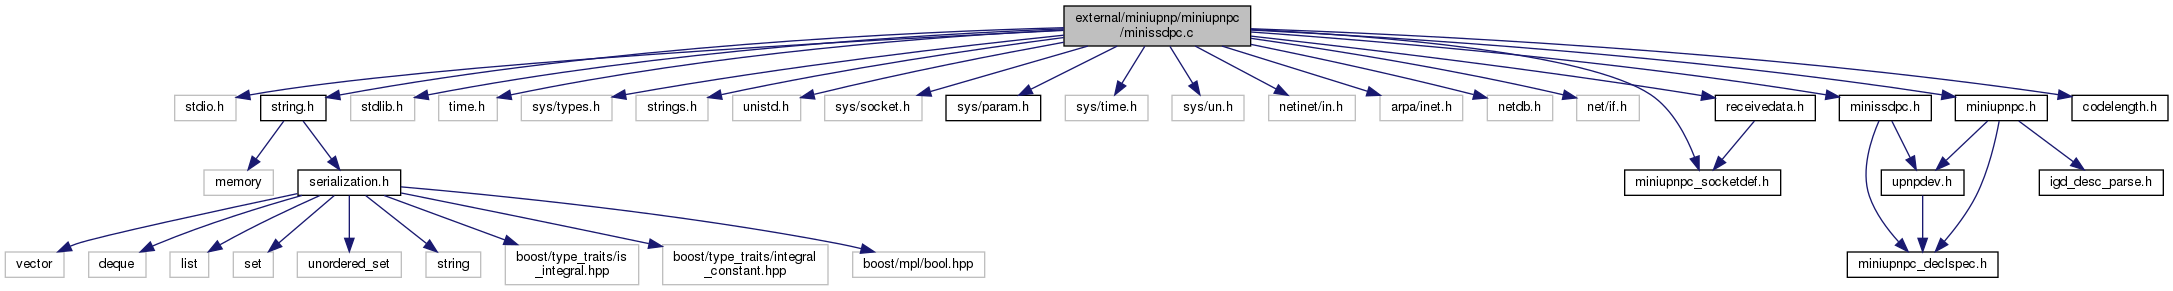 external/miniupnp/miniupnpc
/minissdpc.c
stdio.h
string.h
stdlib.h
time.h
sys/types.h
strings.h
unistd.h
sys/socket.h
sys/param.h
sys/time.h
sys/un.h
netinet/in.h
arpa/inet.h
netdb.h
net/if.h
receivedata.h
minissdpc.h
miniupnpc.h
codelength.h
memory
serialization.h
miniupnpc_socketdef.h
upnpdev.h
igd_desc_parse.h
vector
deque
list
set
unordered_set
string
boost/type_traits/is
_integral.hpp
boost/type_traits/integral
_constant.hpp
boost/mpl/bool.hpp
miniupnpc_declspec.h